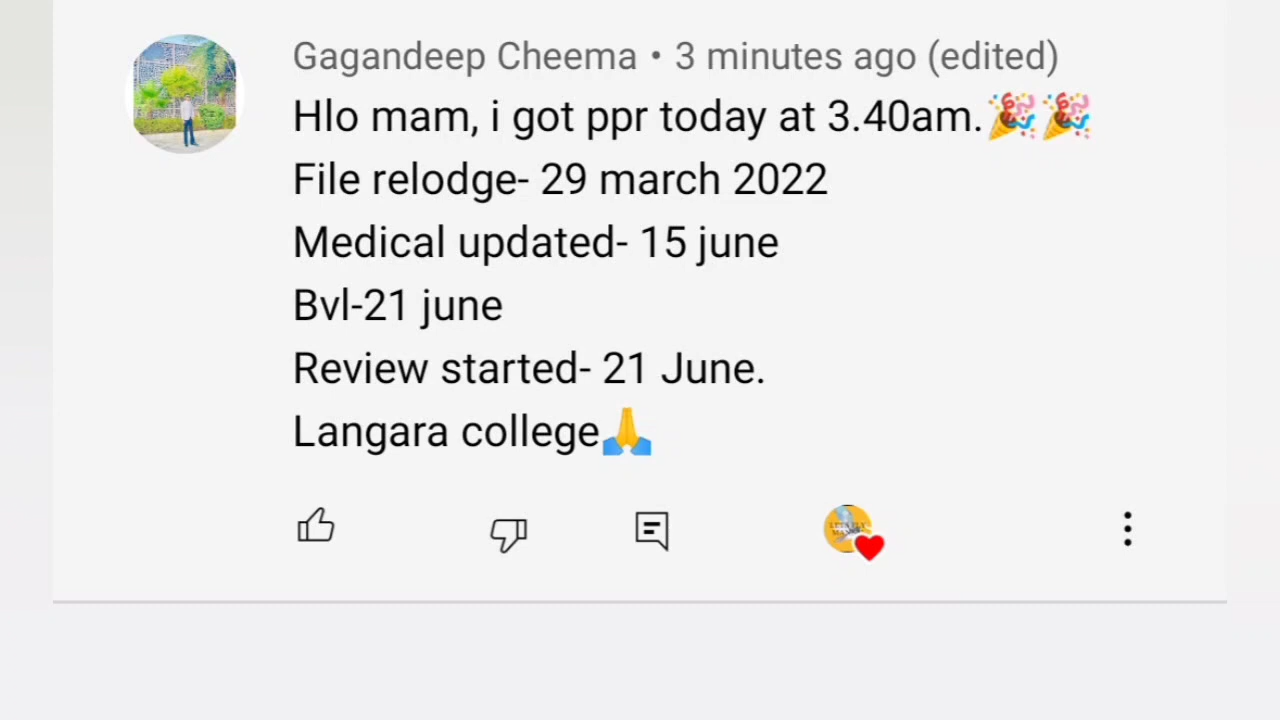 Gagandeep Cheema • 3 minutes ago (edited)
Hlo mam, i got ppr today at 3.40am.🎉🎉
File relodge- 29 march 2022
Medical updated- 15 june
Bvl-21 june
Review started- 21 June.
Langara college🙏